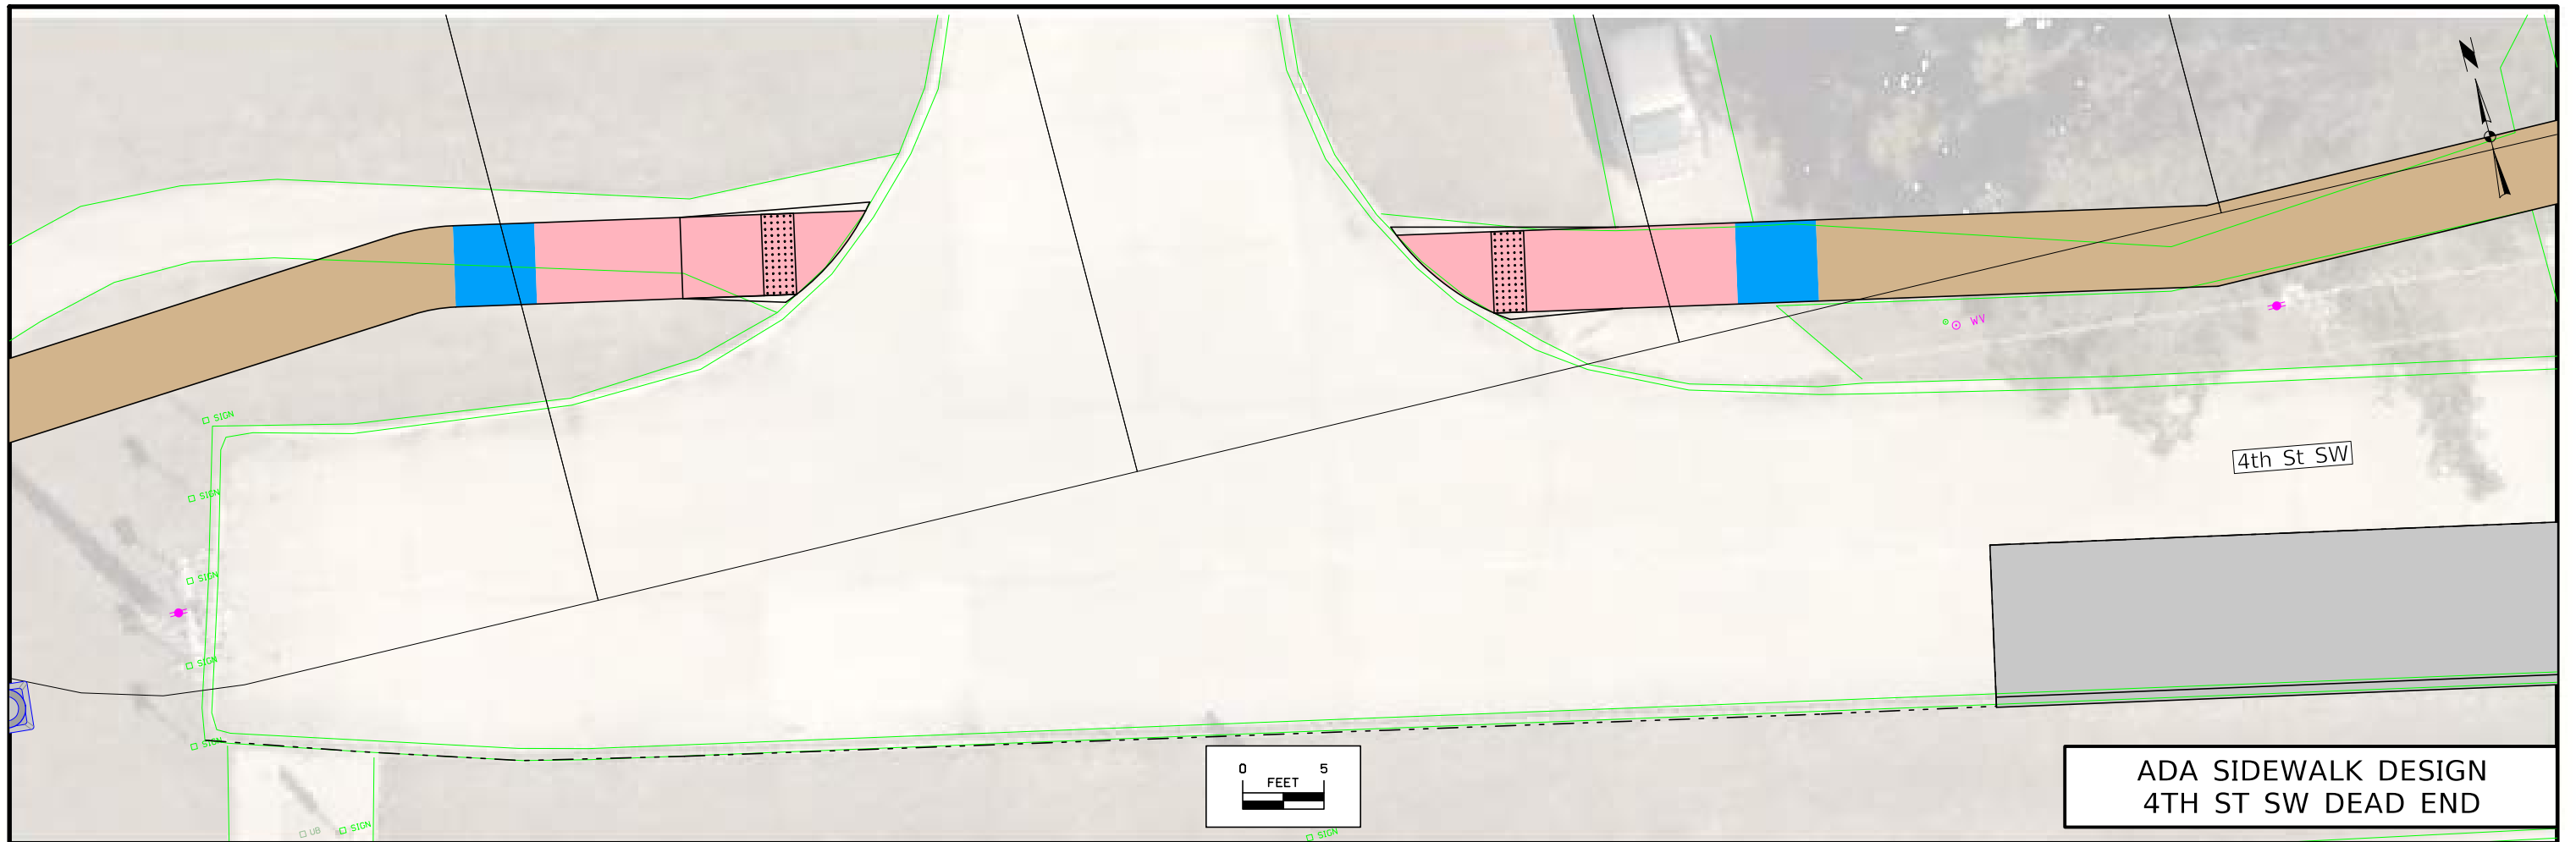 WV
SIGN
4th St SW
SIGN
SIGN
SIGN
SIGN
0 5
FEET
ADA SIDEWALK DESIGN
4TH ST SW DEAD END
UB
SIGN
SIGN